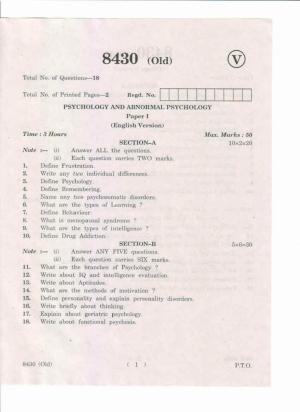 8430 (Old)
V
Total No. of Questions—18
Total No. of Printed Pages—2 Regd. No.
PSYCHOLOGY AND ABNORMAL PSYCHOLOGY
Paper I
(English Version)
Time : 3 Hours Max. Marks : 50
SECTION–A 10×2=20
Note :– (i) Answer ALL the questions.
(ii) Each question carries TWO marks.
1. Define Frustration.
2. Write any two individual differences.
3. Define Psychology.
4. Define Remembering.
5. Name any two psychosomatic disorders.
6. What are the types of Learning ?
7. Define Behaviour.
8. What is menopausal syndrome ?
9. What are the types of intelligence ?
10. Define Drug Addiction.
SECTION–B 5×6=30
Note :– (i) Answer ANY FIVE questions.
(ii) Each question carries SIX marks.
11. What are the branches of Psychology ?
12. Write about IQ and intelligence evaluation.
13. Write about Aptitudes.
14. What are the methods of motivation ?
15. Define personality and explain personality disorders.
16. Write briefly about thinking.
17. Explain about geriatric psychology.
18. Write about functional psychosis.
8430 (Old) ( 1 ) P.T.O.